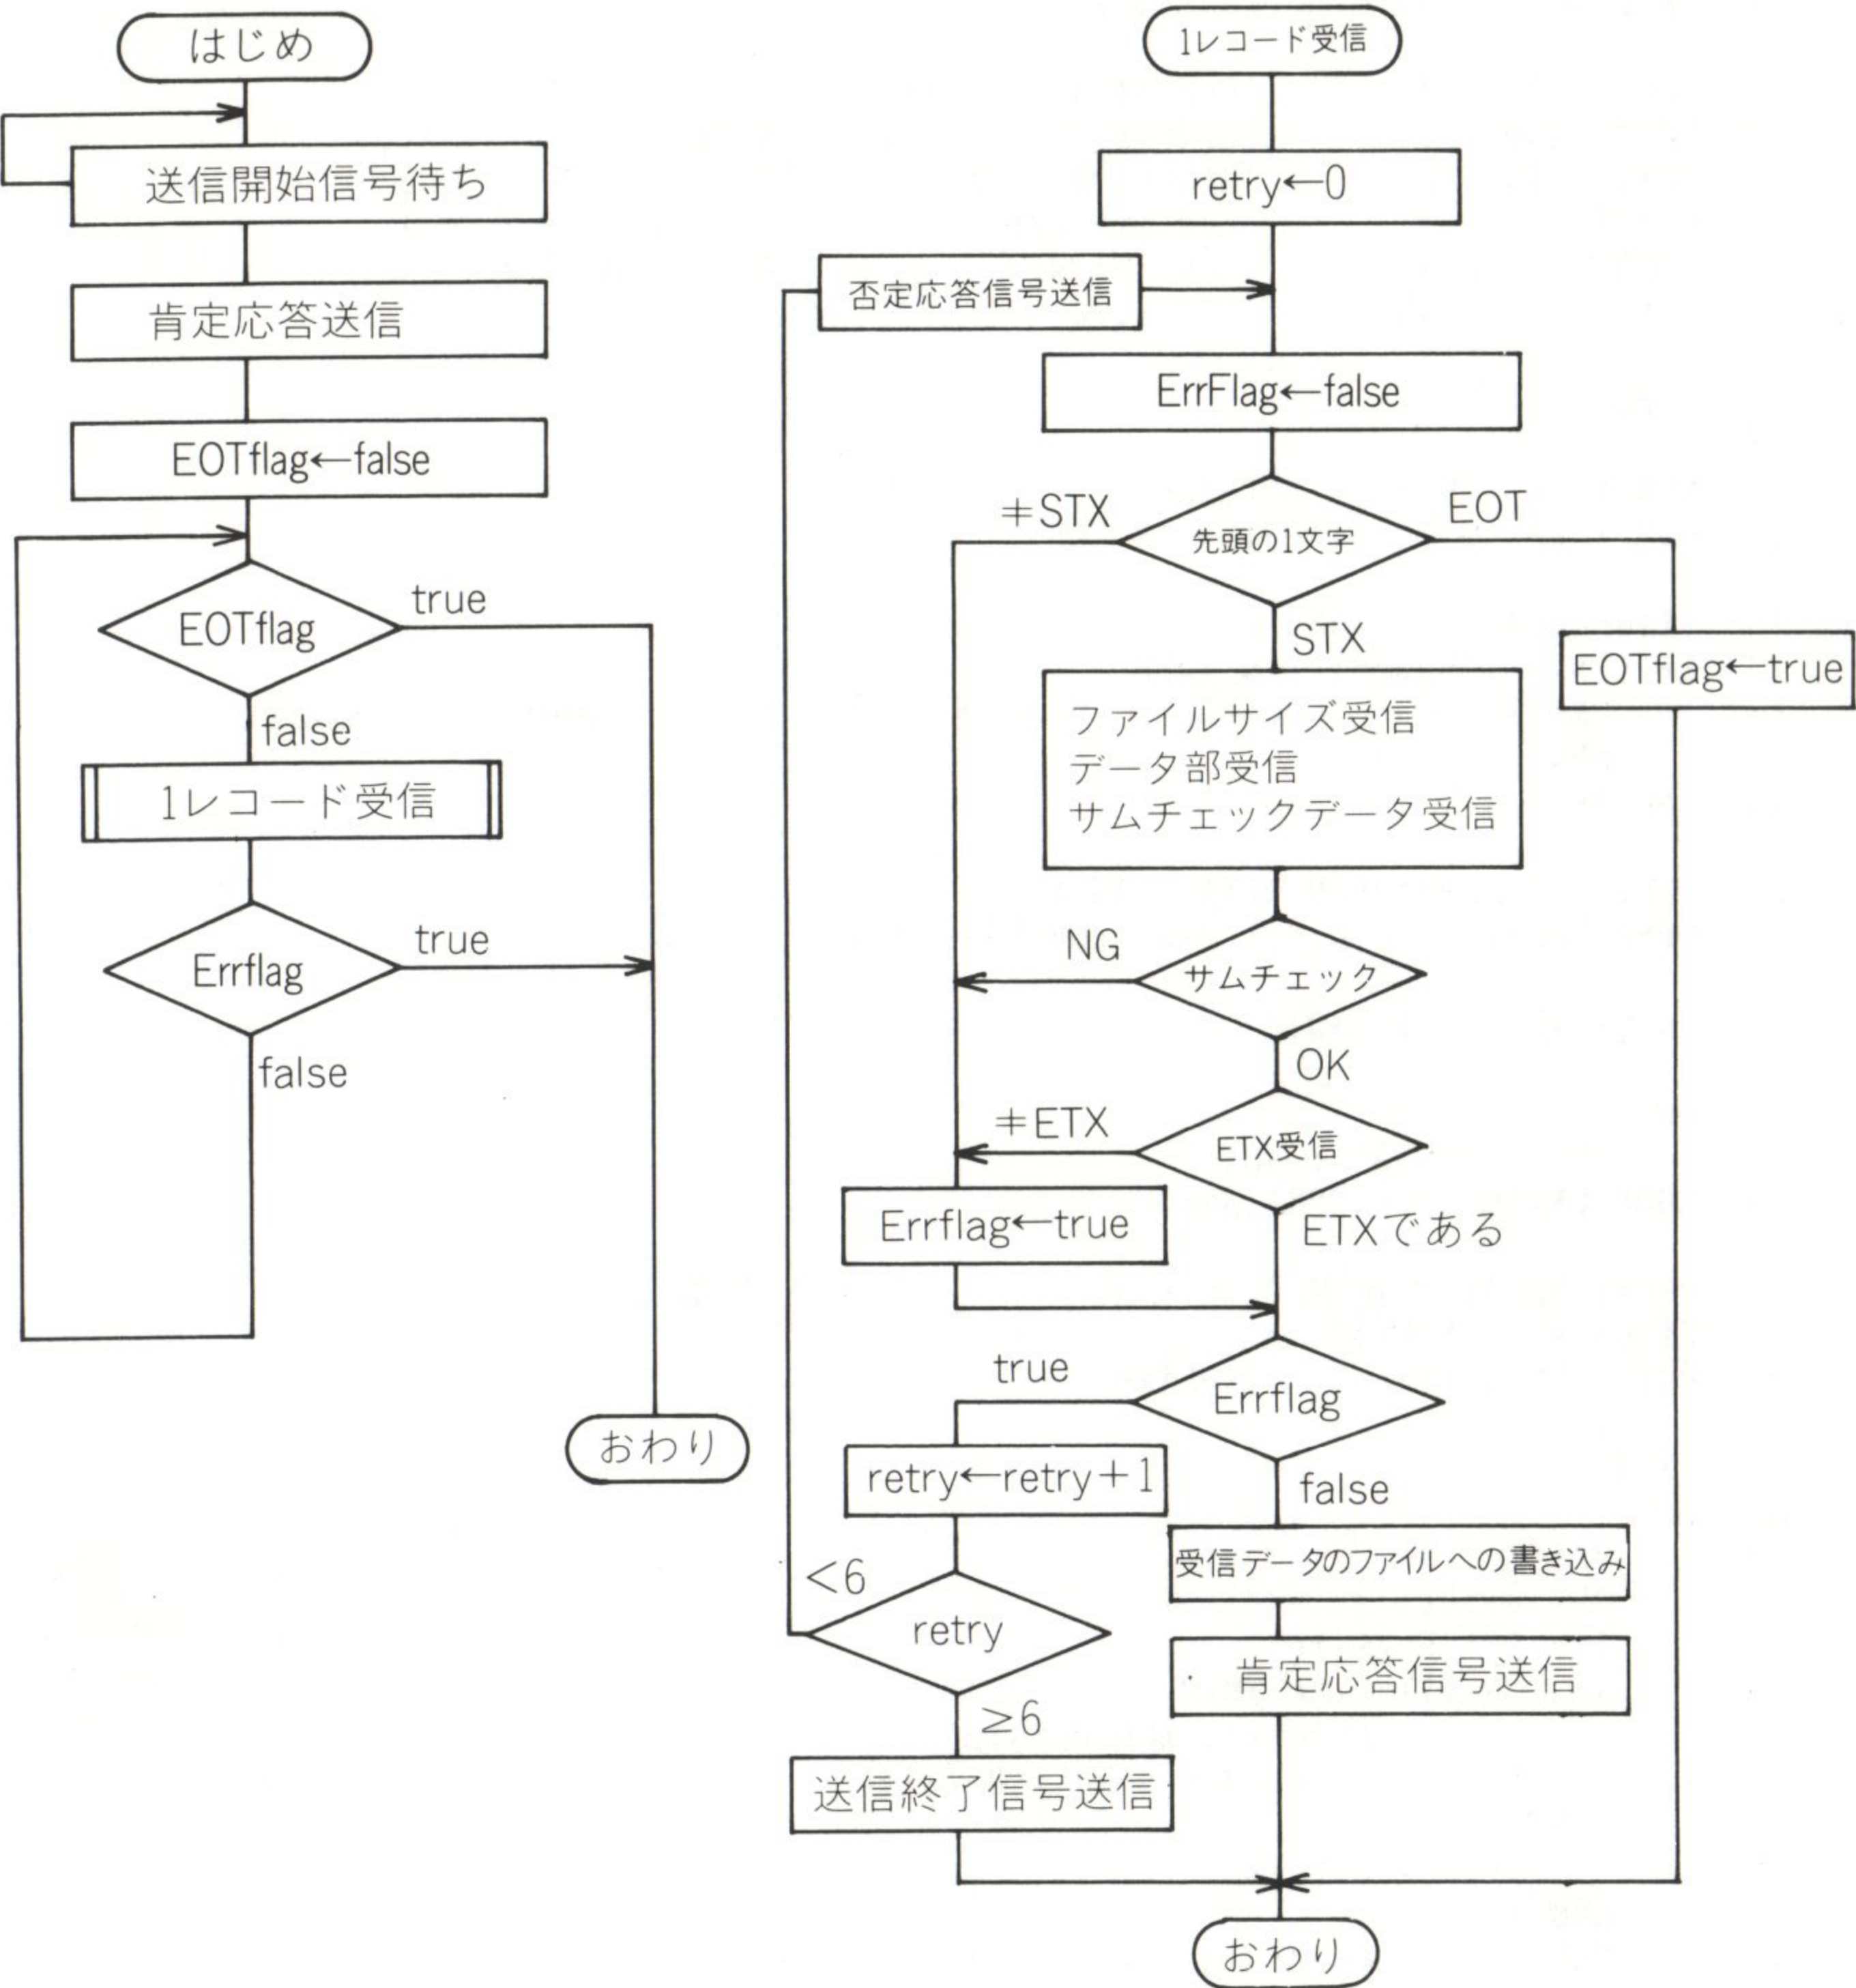 はじめ
送信開始信号待ち
肯定応答送信
EOTflag←false
EOTflag
true
false
1レコード受信
Errflag
true
false
おわり
1レコード受信
retry←0
否定応答信号送信
ErrFlag←false
≠STX
先頭の1文字
EOT
STX
EOTflag←true
ファイルサイズ受信
データ部受信
サムチェックデータ受信
NG
サムチェック
OK
≠ETX
ETX受信
Errflag←true
ETXである
true
Errflag
retry←retry+1
false
受信データのファイルへの書き込み
<6
retry
肯定応答信号送信
≥6
送信終了信号送信
おわり